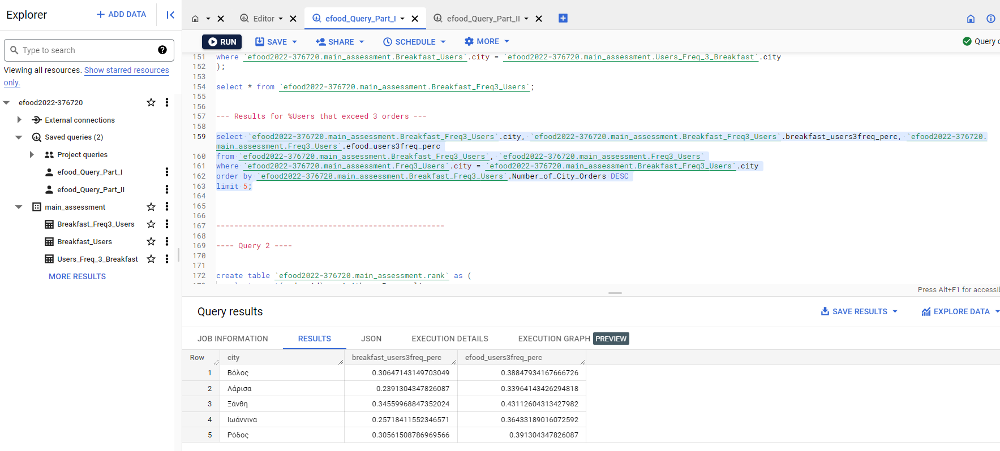 Explorer
+ ADD DATA
Type to search
Viewing all resources. Show starred resources
only.
efood2022-376720
External connections
Saved queries (2)
Project queries
efood_Query_Part_I
efood_Query_Part_II
main_assessment
Breakfast_Freq3_Users
Breakfast_Users
Users_Freq_3_Breakfast
MORE RESULTS
Editor
efood_Query_Part_I
efood_Query_Part_II
RUN
SAVE
SHARE
SCHEDULE
MORE
Query
151 where `efood2022-376720.main_assessment.Breakfast_Users`.city = `efood2022-376720.main_assessment.Users_Freq_3_Breakfast`.city
152 );
153
154 select * from `efood2022-376720.main_assessment.Breakfast_Freq3_Users`;
155
156
157 --- Results for %Users that exceed 3 orders ---
158
159 select `efood2022-376720.main_assessment.Breakfast_Freq3_Users`.city, `efood2022-376720.main_assessment.Breakfast_Freq3_Users`.breakfast_users3freq_perc, `efood2022-376720.
main_assessment.Freq3_Users`.efood_users3freq_perc
160 from `efood2022-376720.main_assessment.Breakfast_Freq3_Users`, `efood2022-376720.main_assessment.Freq3_Users`
161 where `efood2022-376720.main_assessment.Freq3_Users`.city = `efood2022-376720.main_assessment.Breakfast_Freq3_Users`.city
162 order by `efood2022-376720.main_assessment.Breakfast_Freq3_Users`.Number_of_City_Orders DESC
163 limit 5;
164
165
166
167 ---------------------------------------------------
168
169 ---- Query 2 ----
170
171
172 create table `efood2022-376720.main_assessment.rank` as (
Press Alt+F1 for accessi
Query results
SAVE RESULTS
EXPLORE DATA
JOB INFORMATION
RESULTS
JSON
EXECUTION DETAILS
EXECUTION GRAPH PREVIEW
Row city breakfast_users3freq_perc efood_users3freq_perc
1 Βόλος 0.30647143149703049 0.38847934167666726
2 Λάρισα 0.2391304347826087 0.33964143426294818
3 Ξάνθη 0.34559968847352024 0.43112604313427982
4 Ιωάννινα 0.25718411552346571 0.36433189016072592
5 Ρόδος 0.30561508786969566 0.391304347826087